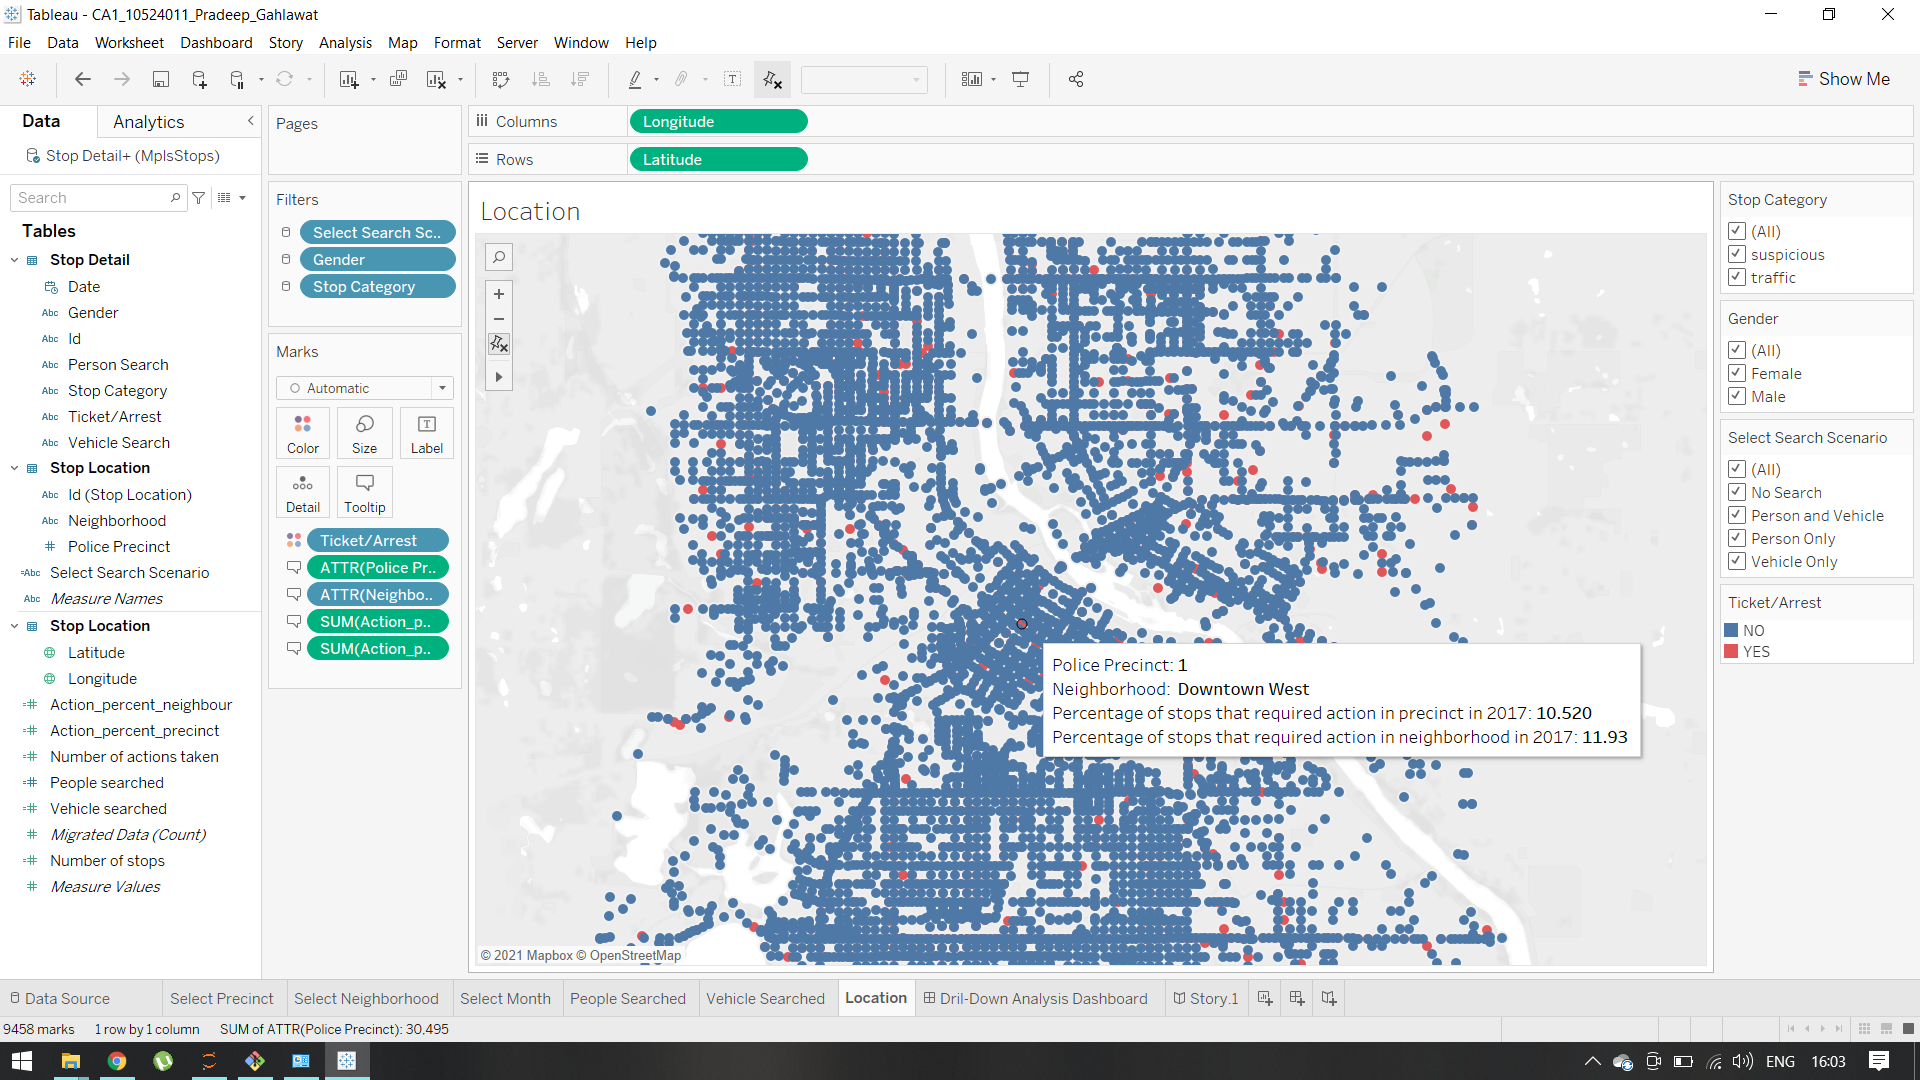 Tableau - CA1_10524011_Pradeep_Gahlawat
File Data Worksheet Dashboard Story Analysis Map Format Server Window Help
Show Me
Data Analytics
Stop Detail+ (MplsStops)
Search
Tables
Stop Detail
Date
Abc Gender
Abc Id
Abc Person Search
Abc Stop Category
Abc Ticket/Arrest
Abc Vehicle Search
Stop Location
Abc Id (Stop Location)
Abc Neighborhood
# Police Precinct
=Abc Select Search Scenario
Abc Measure Names
Stop Location
Latitude
Longitude
=# Action_percent_neighbour
=# Action_percent_precinct
=# Number of actions taken
=# People searched
=# Vehicle searched
# Migrated Data (Count)
=# Number of stops
# Measure Values
Pages
Filters
Select Search Sc..
Gender
Stop Category
Marks
Automatic
Color Size Label
Detail Tooltip
Ticket/Arrest
ATTR(Police Pr..
ATTR(Neighbo..
SUM(Action_p..
SUM(Action_p..
Columns Longitude
Rows Latitude
Location
Police Precinct: 1
Neighborhood: Downtown West
Percentage of stops that required action in precinct in 2017: 10.520
Percentage of stops that required action in neighborhood in 2017: 11.93
© 2021 Mapbox © OpenStreetMap
Stop Category
(All)
suspicious
traffic
Gender
(All)
Female
Male
Select Search Scenario
(All)
No Search
Person and Vehicle
Person Only
Vehicle Only
Ticket/Arrest
NO
YES
Data Source Select Precinct Select Neighborhood Select Month People Searched Vehicle Searched Location Dril-Down Analysis Dashboard Story.1
9458 marks 1 row by 1 column SUM of ATTR(Police Precinct): 30,495
ENG 16:03